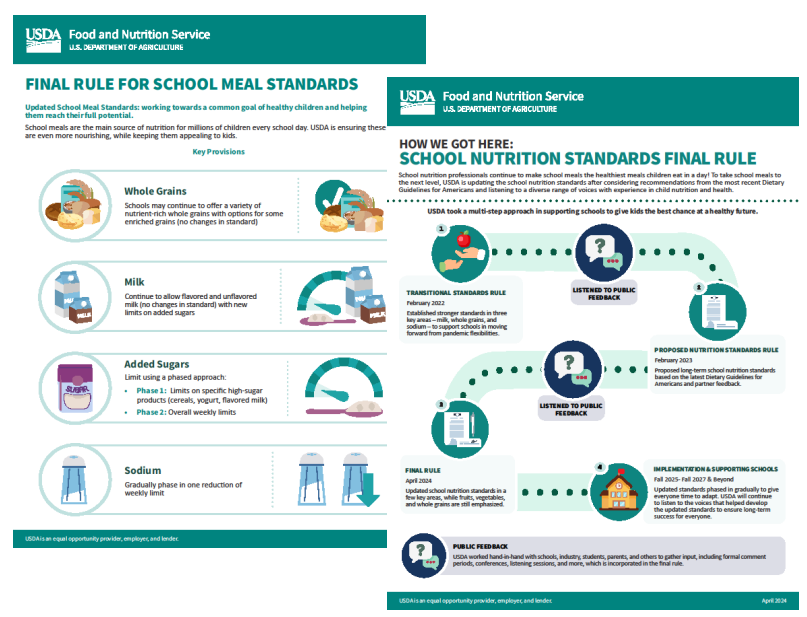 USDA Food and Nutrition Service
U.S. DEPARTMENT OF AGRICULTURE
FINAL RULE FOR SCHOOL MEAL STANDARDS
Updated School Meal Standards: working towards a common goal of healthy children and helping
them reach their full potential.
School meals are the main source of nutrition for millions of children every school day. USDA is ensuring these
are even more nourishing, while keeping them appealing to kids.
Key Provisions
Whole Grains
Schools may continue to offer a variety of
nutrient-rich whole grains with options for some
enriched grains (no changes in standard)
Milk
Continue to allow flavored and unflavored
milk (no changes in standard) with new
limits on added sugars
Added Sugars
Limit using a phased approach:
• Phase 1: Limits on specific high-sugar
products (cereals, yogurt, flavored milk)
• Phase 2: Overall weekly limits
SUGAR
Sodium
Gradually phase in one reduction of
weekly limit
USDA is an equal opportunity provider, employer, and lender.
USDA Food and Nutrition Service
U.S. DEPARTMENT OF AGRICULTURE
HOW WE GOT HERE:
SCHOOL NUTRITION STANDARDS FINAL RULE
School nutrition professionals continue to make school meals the healthiest meals children eat in a day! To take school meals to
the next level, USDA is updating the school nutrition standards after considering recommendations from the most recent Dietary
Guidelines for Americans and listening to a diverse range of voices with experience in child nutrition and health.
USDA took a multi-step approach in supporting schools to give kids the best chance at a healthy future.
1
TRANSITIONAL STANDARDS RULE
February 2022
Established stronger standards in three
key areas – milk, whole grains, and
sodium – to support schools in moving
forward from pandemic flexibilities.
LISTENED TO PUBLIC
FEEDBACK
2
PROPOSED NUTRITION STANDARDS RULE
February 2023
Proposed long-term school nutrition standards
based on the latest Dietary Guidelines for
Americans and partner feedback.
LISTENED TO PUBLIC
FEEDBACK
3
FINAL RULE
April 2024
Updated school nutrition standards in a
few key areas, while fruits, vegetables,
and whole grains are still emphasized.
4
IMPLEMENTATION & SUPPORTING SCHOOLS
Fall 2025- Fall 2027 & Beyond
Updated standards phased in gradually to give
everyone time to adapt. USDA will continue
to listen to the voices that helped develop
the updated standards to ensure long-term
success for everyone.
PUBLIC FEEDBACK
USDA worked hand-in-hand with schools, industry, students, parents, and others to gather input, including formal comment
periods, conferences, listening sessions, and more, which is incorporated in the final rule.
USDA is an equal opportunity provider, employer, and lender.
April 2024